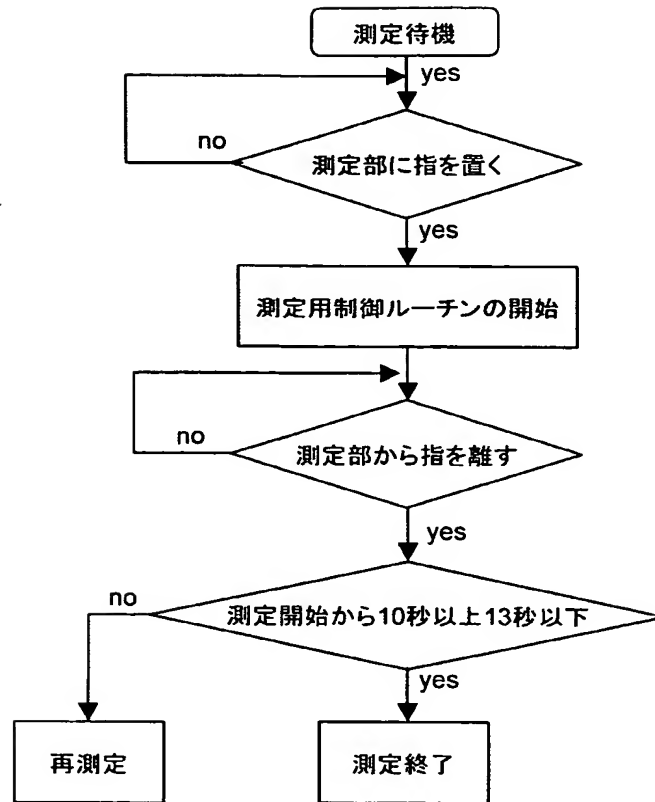 測定待機
yes
no
測定部に指を置く
yes
測定用制御ルーチンの開始
no
測定部から指を離す
yes
no
測定開始から10秒以上13秒以下
yes
再測定
測定終了